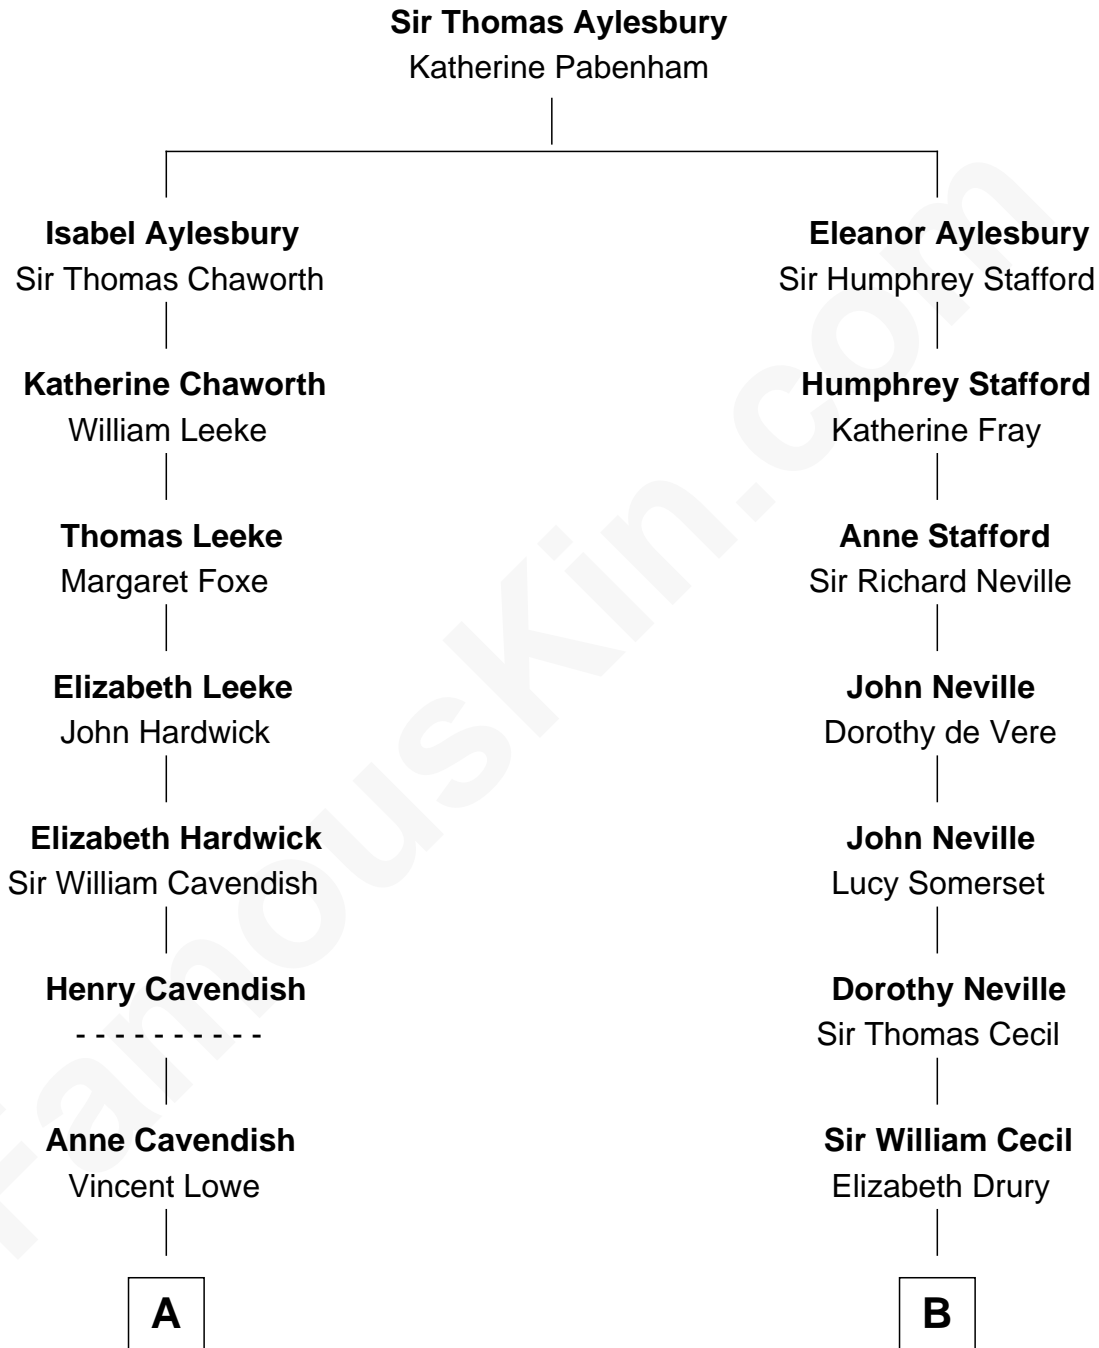 Sir Thomas Aylesbury
Katherine Pabenham
Isabel Aylesbury
Sir Thomas Chaworth
Eleanor Aylesbury
Sir Humphrey Stafford
Katherine Chaworth
William Leeke
Humphrey Stafford
Katherine Fray
Thomas Leeke
Margaret Foxe
Anne Stafford
Sir Richard Neville
Elizabeth Leeke
John Hardwick
John Neville
Dorothy de Vere
Elizabeth Hardwick
Sir William Cavendish
John Neville
Lucy Somerset
Henry Cavendish
- - - - - - - - - -
Dorothy Neville
Sir Thomas Cecil
Anne Cavendish
Vincent Lowe
Sir William Cecil
Elizabeth Drury
A
B
FamousKin.com